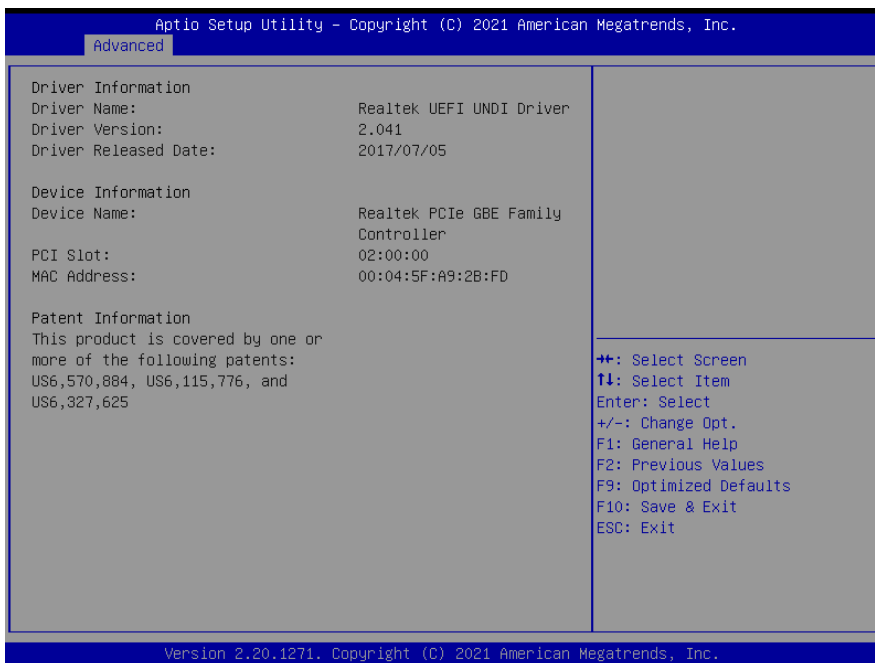 Aptio Setup Utility – Copyright (C) 2021 American Megatrends, Inc.
Advanced
Driver Information
Driver Name: Realtek UEFI UNDI Driver
Driver Version: 2.041
Driver Released Date: 2017/07/05
Device Information
Device Name: Realtek PCIe GBE Family
Controller
PCI Slot: 02:00:00
MAC Address: 00:04:5F:A9:2B:FD
Patent Information
This product is covered by one or
more of the following patents:
US6,570,884, US6,115,776, and
US6,327,625
→←: Select Screen
↑↓: Select Item
Enter: Select
+/-: Change Opt.
F1: General Help
F2: Previous Values
F9: Optimized Defaults
F10: Save & Exit
ESC: Exit
Version 2.20.1271. Copyright (C) 2021 American Megatrends, Inc.